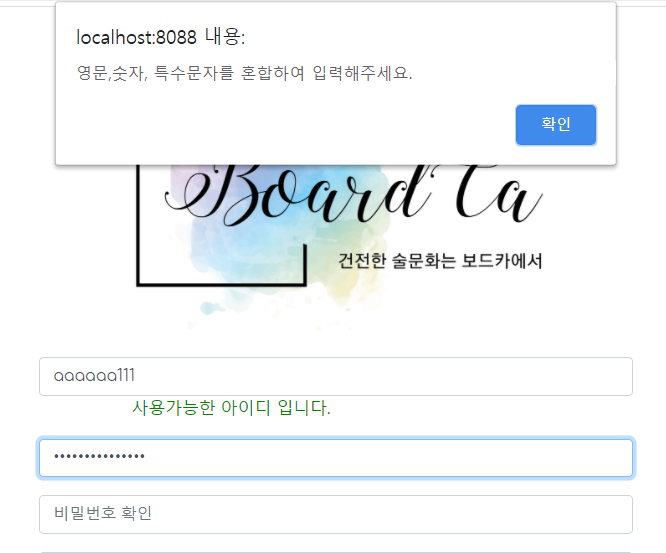 localhost:8088 내용:
영문,숫자, 특수문자를 혼합하여 입력해주세요.
확인
Board Ca
건전한 술문화는 보드카에서
aaaaaa111
사용가능한 아이디 입니다.
•••••••••••••••
비밀번호 확인